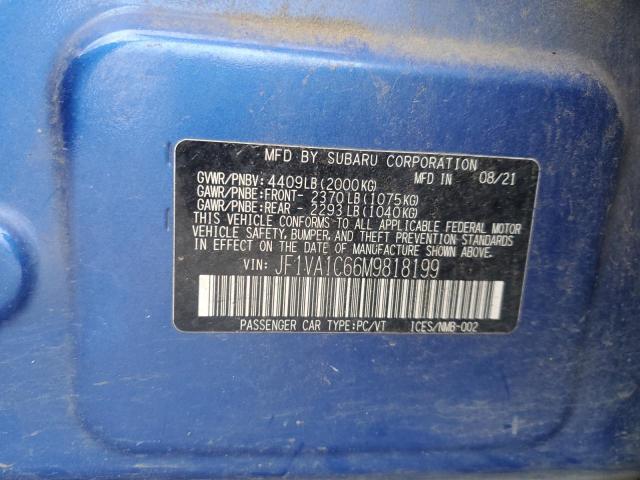 MFD BY SUBARU CORPORATION
GVWR/PNBV: 4409LB(2000KG) MFD IN 08/21
GAWR/PNBE:FRONT- 2370LB(1075KG)
GAWR/PNBE:REAR - 2293LB(1040KG)
THIS VEHICLE CONFORMS TO ALL APPLICABLE FEDERAL MOTOR
VEHICLE SAFETY, BUMPER, AND THEFT PREVENTION STANDARDS
IN EFFECT ON THE DATE OF MANUFACTURE SHOWN ABOVE.
VIN: JF1VA1C66M9818199
PASSENGER CAR TYPE:PC/VT ICES/NMB-002